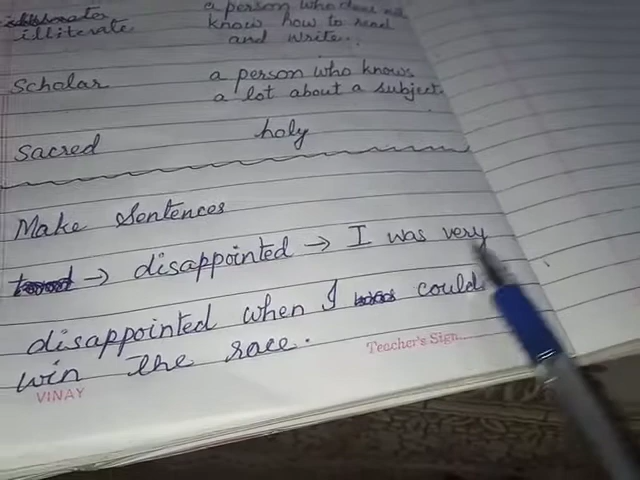 illiterate a person who does not
know how to read
and write.
Scholar a person who knows
a lot about a subject.
Sacred holy
Make Sentences
→ disappointed → I was very
disappointed when I could
win the race.
Teacher's Sign
VINAY